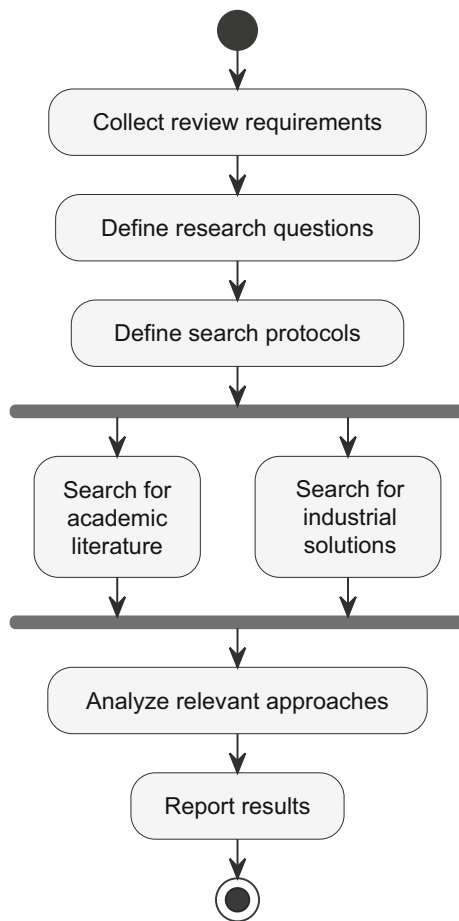 Collect review requirements
Define research questions
Define search protocols
Search for
academic
literature
Search for
industrial
solutions
Analyze relevant approaches
Report results